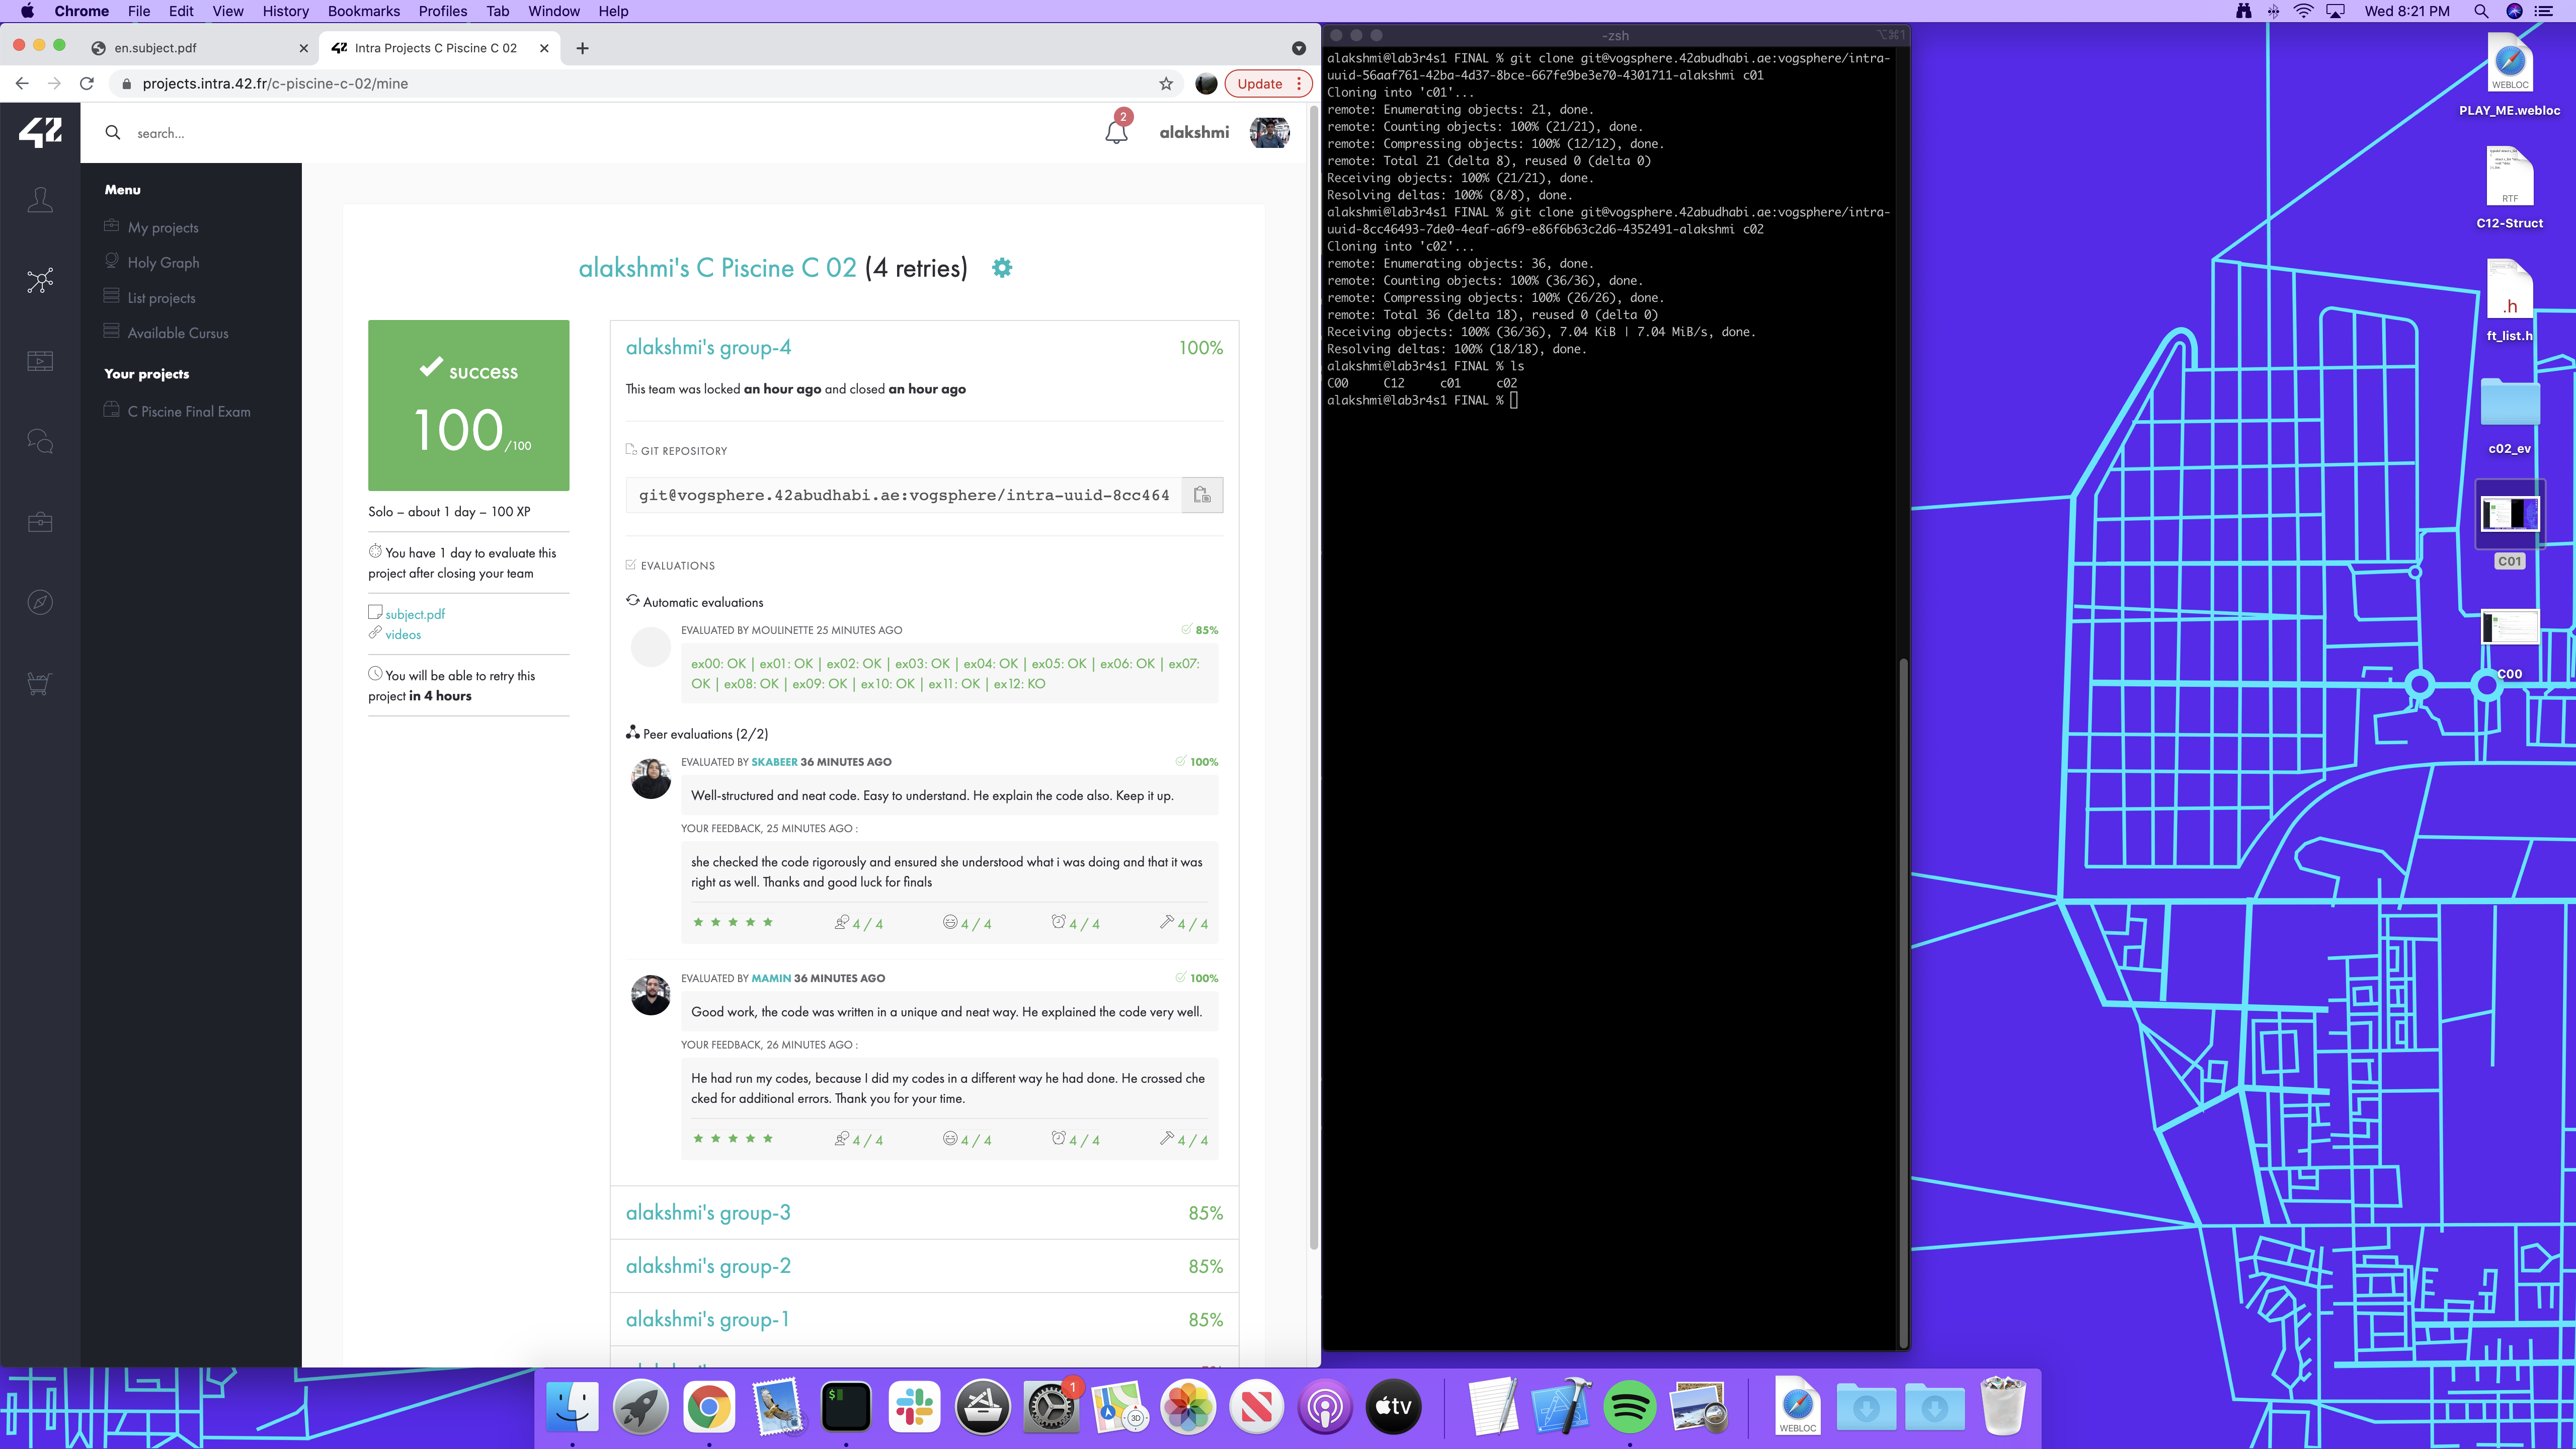 Chrome File Edit View History Bookmarks Profiles Tab Window Help
Wed 8:21 PM
en.subject.pdf
42 Intra Projects C Piscine C 02
projects.intra.42.fr/c-piscine-c-02/mine
Update
42
search...
2
alakshmi
Menu
My projects
Holy Graph
List projects
Available Cursus
Your projects
C Piscine Final Exam
alakshmi's C Piscine C 02 (4 retries)
success
100/100
Solo – about 1 day – 100 XP
You have 1 day to evaluate this
project after closing your team
subject.pdf
videos
You will be able to retry this
project in 4 hours
alakshmi's group-4 100%
This team was locked an hour ago and closed an hour ago
GIT REPOSITORY
git@vogsphere.42abudhabi.ae:vogsphere/intra-uuid-8cc464
EVALUATIONS
Automatic evaluations
EVALUATED BY MOULINETTE 25 MINUTES AGO 85%
ex00: OK | ex01: OK | ex02: OK | ex03: OK | ex04: OK | ex05: OK | ex06: OK | ex07:
OK | ex08: OK | ex09: OK | ex10: OK | ex11: OK | ex12: KO
Peer evaluations (2/2)
EVALUATED BY SKABEER 36 MINUTES AGO 100%
Well-structured and neat code. Easy to understand. He explain the code also. Keep it up.
YOUR FEEDBACK, 25 MINUTES AGO :
she checked the code rigorously and ensured she understood what i was doing and that it was
right as well. Thanks and good luck for finals
4 / 4 4 / 4 4 / 4 4 / 4
EVALUATED BY MAMIN 36 MINUTES AGO 100%
Good work, the code was written in a unique and neat way. He explained the code very well.
YOUR FEEDBACK, 26 MINUTES AGO :
He had run my codes, because I did my codes in a different way he had done. He crossed che
cked for additional errors. Thank you for your time.
4 / 4 4 / 4 4 / 4 4 / 4
alakshmi's group-3 85%
alakshmi's group-2 85%
alakshmi's group-1 85%
-zsh
⌥⌘1
alakshmi@lab3r4s1 FINAL % git clone git@vogsphere.42abudhabi.ae:vogsphere/intra-
uuid-56aaf761-42ba-4d37-8bce-667fe9be3e70-4301711-alakshmi c01
Cloning into 'c01'...
remote: Enumerating objects: 21, done.
remote: Counting objects: 100% (21/21), done.
remote: Compressing objects: 100% (12/12), done.
remote: Total 21 (delta 8), reused 0 (delta 0)
Receiving objects: 100% (21/21), done.
Resolving deltas: 100% (8/8), done.
alakshmi@lab3r4s1 FINAL % git clone git@vogsphere.42abudhabi.ae:vogsphere/intra-
uuid-8cc46493-7de0-4eaf-a6f9-e86f6b63c2d6-4352491-alakshmi c02
Cloning into 'c02'...
remote: Enumerating objects: 36, done.
remote: Counting objects: 100% (36/36), done.
remote: Compressing objects: 100% (26/26), done.
remote: Total 36 (delta 18), reused 0 (delta 0)
Receiving objects: 100% (36/36), 7.04 KiB | 7.04 MiB/s, done.
Resolving deltas: 100% (18/18), done.
alakshmi@lab3r4s1 FINAL % ls
C00 C12 c01 c02
alakshmi@lab3r4s1 FINAL %
WEBLOC
PLAY_ME.webloc
RTF
C12-Struct
.h
ft_list.h
c02_ev
C01
C00
$
1
3D
tv
WEBLOC